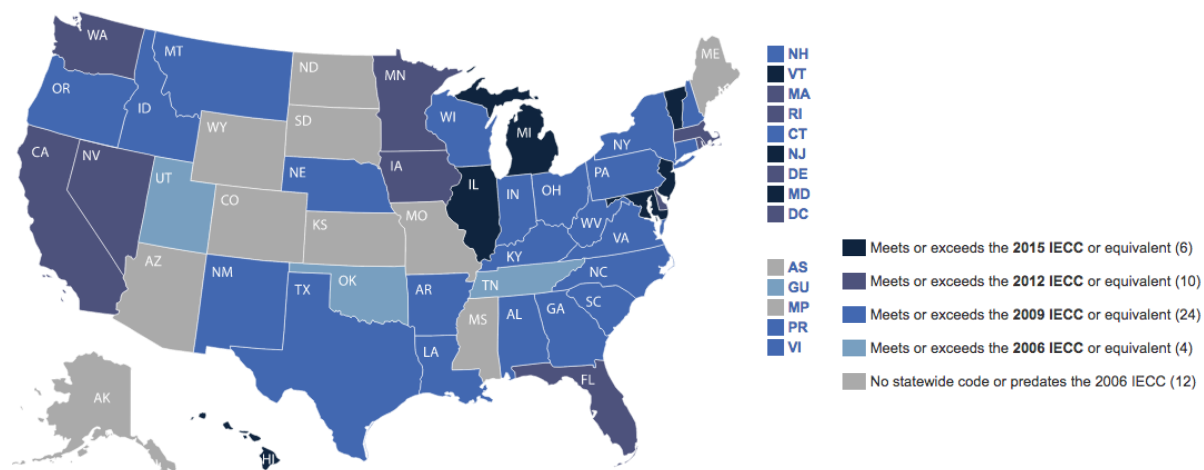 WA
MT
ND
MN
ME
OR
ID
SD
WI
MI
NY
WY
CA
NV
UT
NE
IA
IL
IN
OH
PA
CO
KS
MO
WV
VA
KY
AZ
NM
OK
AR
TN
NC
TX
MS
AL
GA
SC
LA
FL
AK
HI
NH
VT
MA
RI
CT
NJ
DE
MD
DC
AS
GU
MP
PR
VI
Meets or exceeds the 2015 IECC or equivalent (6)
Meets or exceeds the 2012 IECC or equivalent (10)
Meets or exceeds the 2009 IECC or equivalent (24)
Meets or exceeds the 2006 IECC or equivalent (4)
No statewide code or predates the 2006 IECC (12)